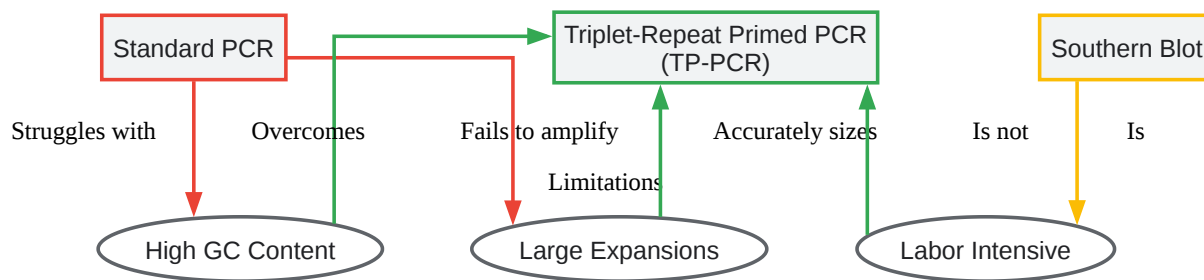 Standard PCR
Triplet-Repeat Primed PCR
(TP-PCR)
Southern Blot
Struggles with
Overcomes
Fails to amplify
Accurately sizes
Is not
Is
Limitations
High GC Content
Large Expansions
Labor Intensive